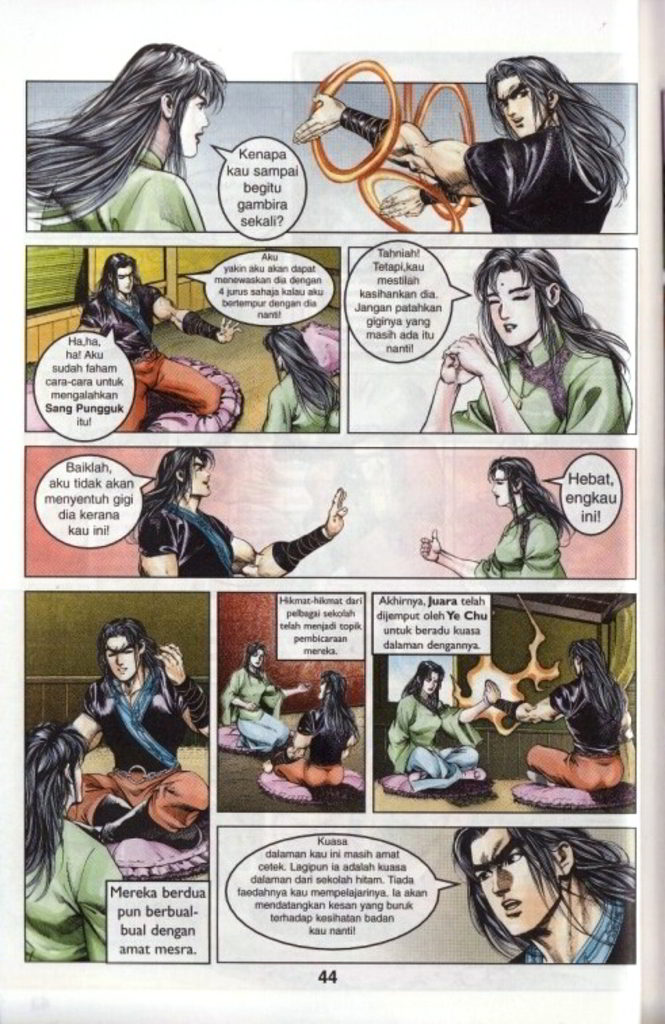 Kenapa
kau sampai
begitu
gambira
sekali?
Aku
yakin aku akan dapat
menewaskan dia dengan
4 jurus sahaja kalau aku
bertempur dengan dia
nanti!
Ha,ha,
ha! Aku
sudah faham
cara-cara untuk
mengalahkan
Sang Pungguk
itu!
Tahniah!
Tetapi,kau
mestilah
kasihankan dia.
Jangan patahkan
giginya yang
masih ada itu
nanti!
Baiklah,
aku tidak akan
menyentuh gigi
dia kerana
kau ini!
Hebat,
engkau
ini!
Mereka berdua
pun berbual-
bual dengan
amat mesra.
Hikmat-hikmat dari
pelbagai sekolah
telah menjadi topik
pembicaraan
mereka.
Akhirnya, Juara telah
dijemput oleh Ye Chu
untuk beradu kuasa
dalaman dengannya.
Kuasa
dalaman kau ini masih amat
cetek. Lagipun ia adalah kuasa
dalaman dari sekolah hitam. Tiada
faedahnya kau mempelajarinya. Ia akan
mendatangkan kesan yang buruk
terhadap kesihatan badan
kau nanti!
44